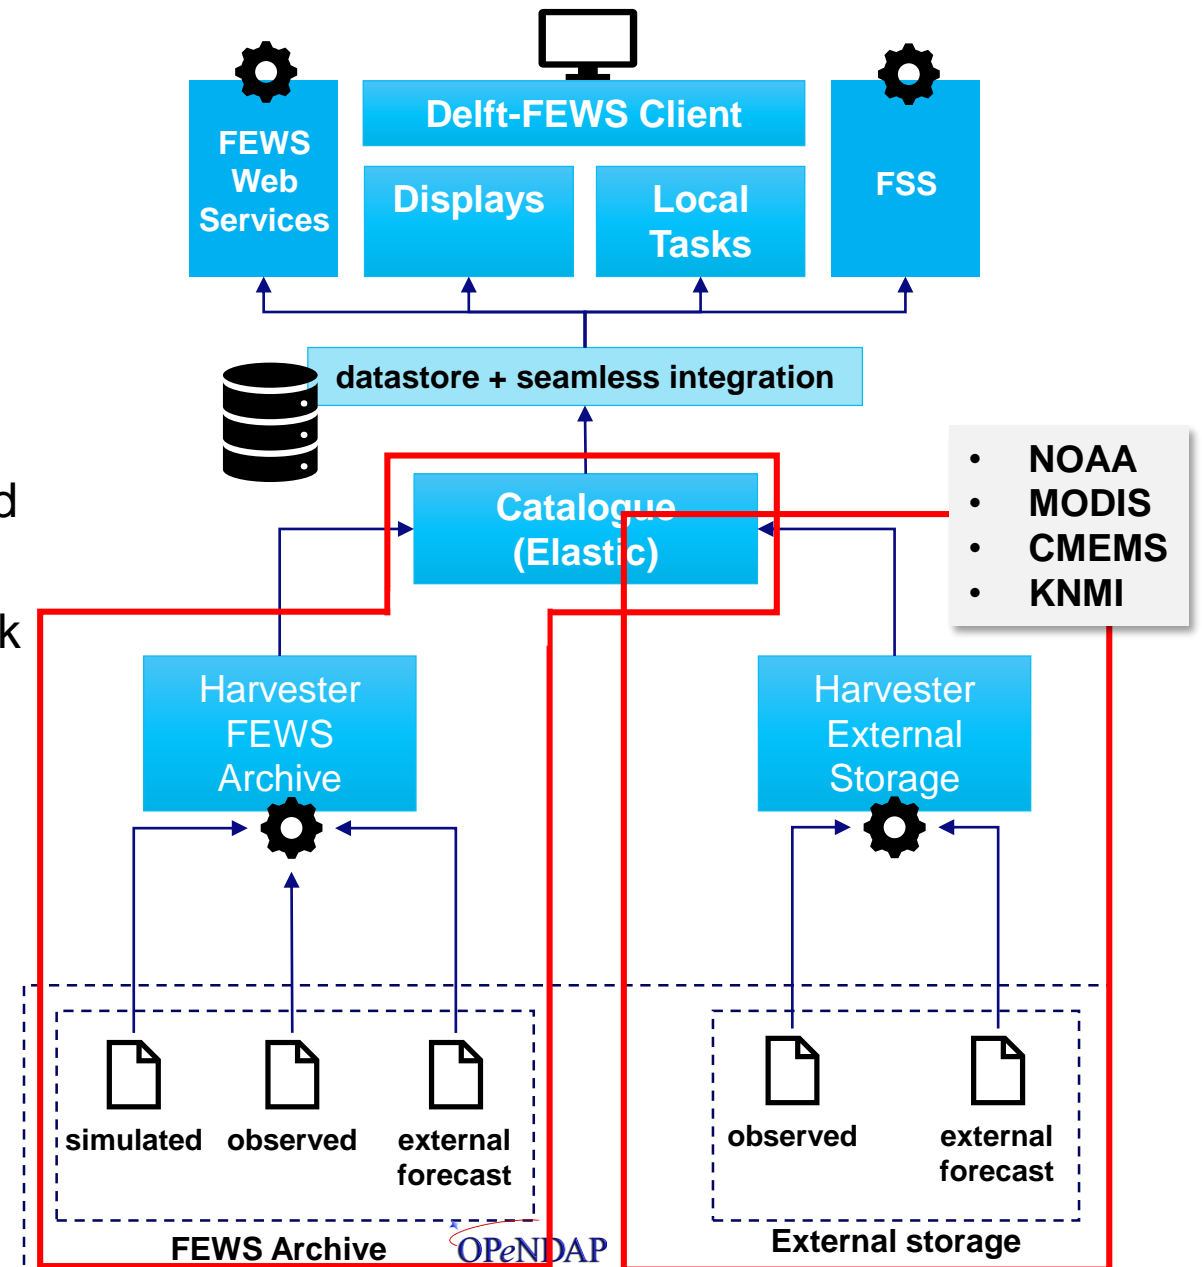 Delft-FEWS Client
FEWS
Web
Services
Displays
Local
Tasks
FSS
datastore + seamless integration
Catalogue
(Elastic)
• NOAA
• MODIS
• CMEMS
• KNMI
d
k
Harvester
FEWS
Archive
Harvester
External
Storage
simulated
observed
external
forecast
observed
external
forecast
FEWS Archive
OPeNDAP
External storage